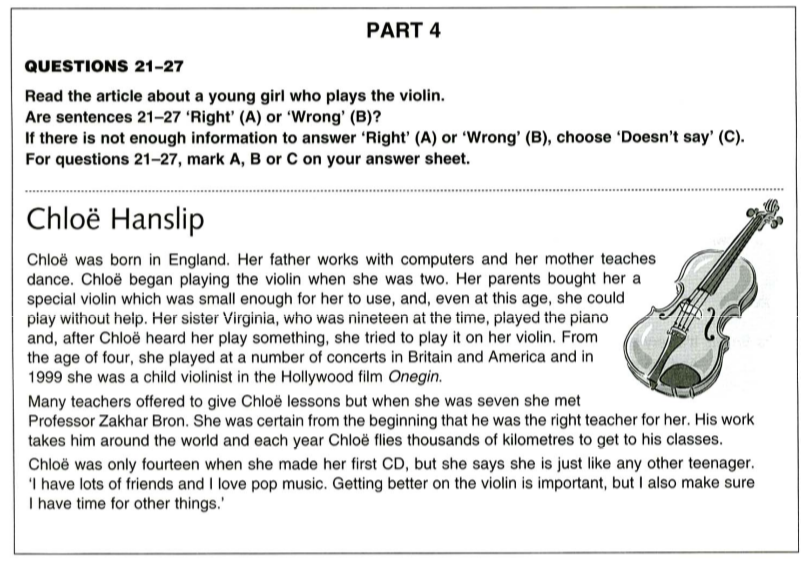 PART 4
QUESTIONS 21–27
Read the article about a young girl who plays the violin.
Are sentences 21–27 ‘Right’ (A) or ‘Wrong’ (B)?
If there is not enough information to answer ‘Right’ (A) or ‘Wrong’ (B), choose ‘Doesn’t say’ (C).
For questions 21–27, mark A, B or C on your answer sheet.
Chloë Hanslip
Chloë was born in England. Her father works with computers and her mother teaches
dance. Chloë began playing the violin when she was two. Her parents bought her a
special violin which was small enough for her to use, and, even at this age, she could
play without help. Her sister Virginia, who was nineteen at the time, played the piano
and, after Chloë heard her play something, she tried to play it on her violin. From
the age of four, she played at a number of concerts in Britain and America and in
1999 she was a child violinist in the Hollywood film Onegin.
Many teachers offered to give Chloë lessons but when she was seven she met
Professor Zakhar Bron. She was certain from the beginning that he was the right teacher for her. His work
takes him around the world and each year Chloë flies thousands of kilometres to get to his classes.
Chloë was only fourteen when she made her first CD, but she says she is just like any other teenager.
‘I have lots of friends and I love pop music. Getting better on the violin is important, but I also make sure
I have time for other things.’